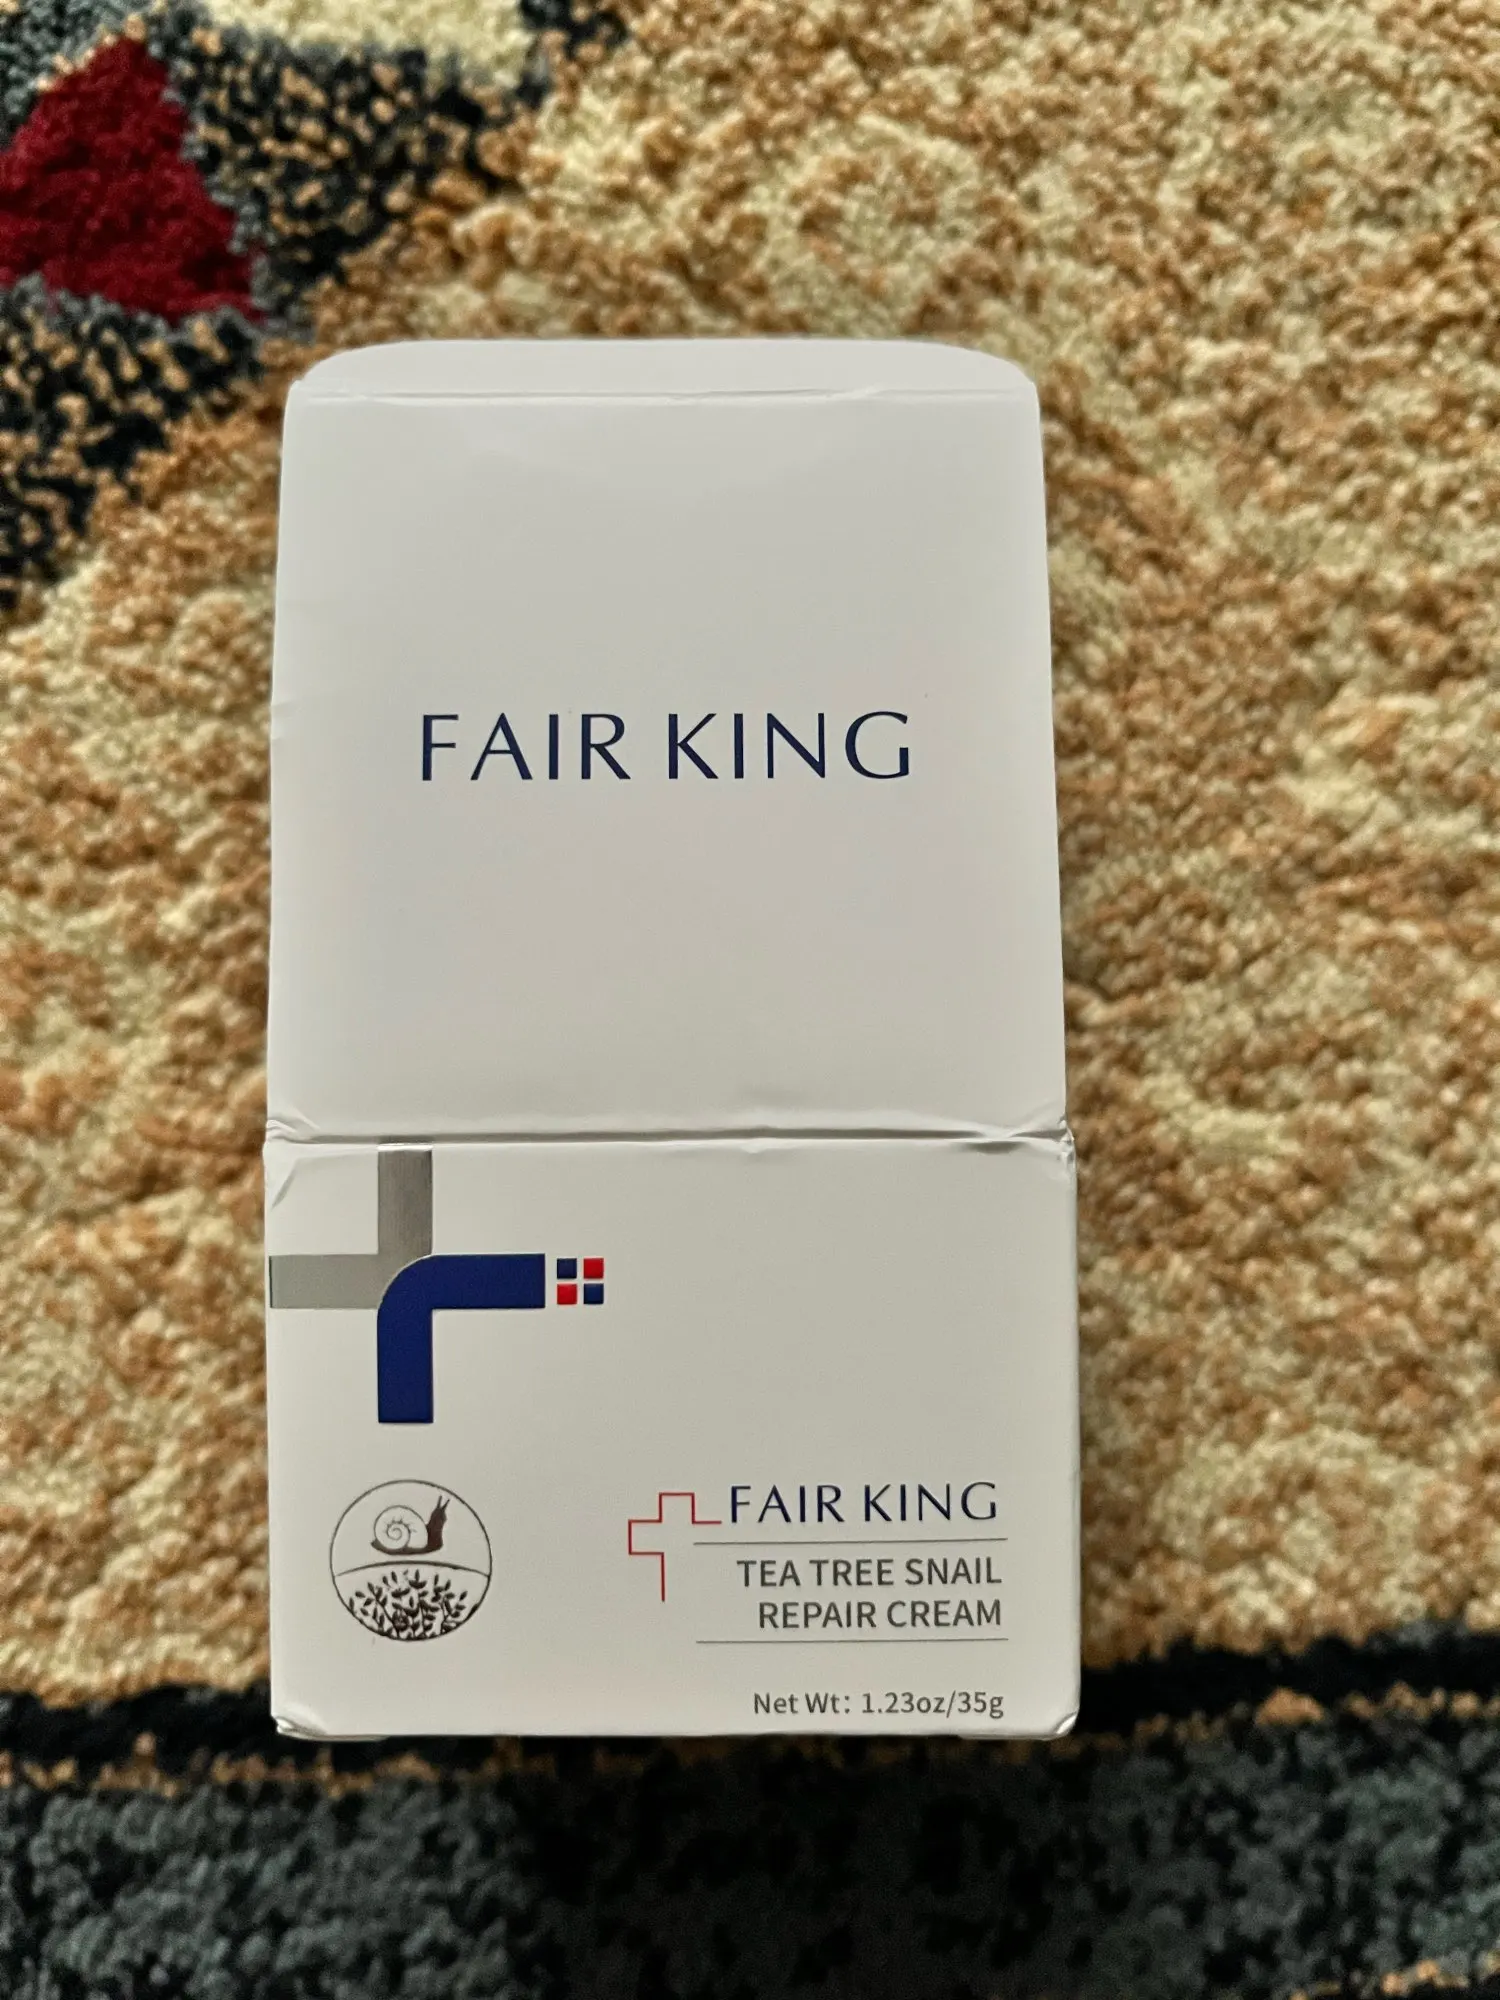 FAIR KING
FAIR KING
TEA TREE SNAIL
REPAIR CREAM
Net Wt: 1.23oz/35g